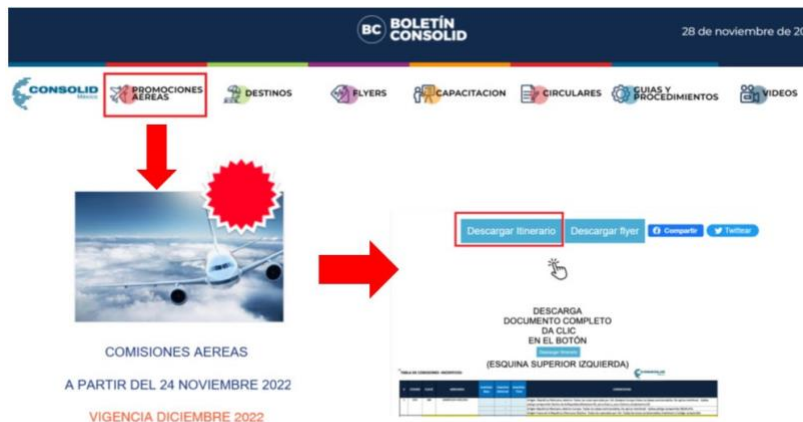 BC BOLETÍN
CONSOLID
28 de noviembre de 20
CONSOLID
México
PROMOCIONES
AEREAS
DESTINOS
FLYERS
CAPACITACION
CIRCULARES
GUIAS Y
PROCEDIMIENTOS
VIDEOS
Descargar Itinerario
Descargar flyer
Compartir
Twittear
DESCARGA
DOCUMENTO COMPLETO
DA CLIC
EN EL BOTÓN
Descargar Itinerario
(ESQUINA SUPERIOR IZQUIERDA)
COMISIONES AEREAS
A PARTIR DEL 24 NOVIEMBRE 2022
VIGENCIA DICIEMBRE 2022
CONSOLID